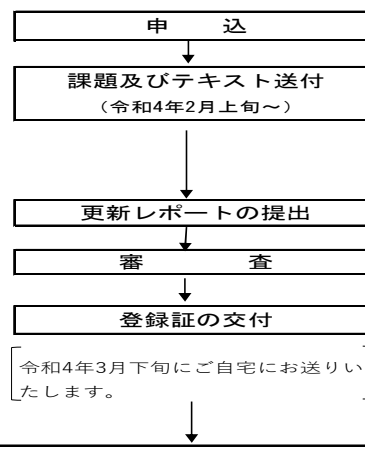 申 込
課題及びテキスト送付
（令和4年2月上旬～）
更新レポートの提出
審 査
登録証の交付
令和4年3月下旬にご自宅にお送りい
たします。